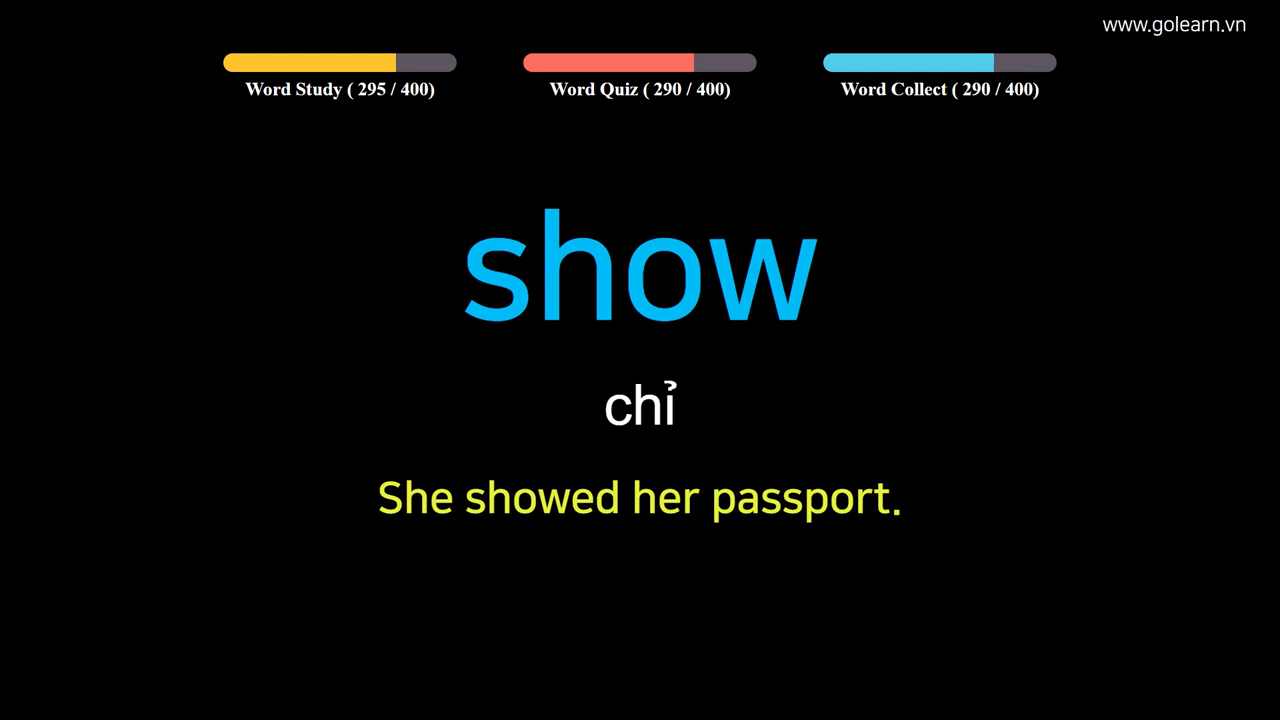 www.golearn.vn
Word Study ( 295 / 400)
Word Quiz ( 290 / 400)
Word Collect ( 290 / 400)
show
chỉ
She showed her passport.